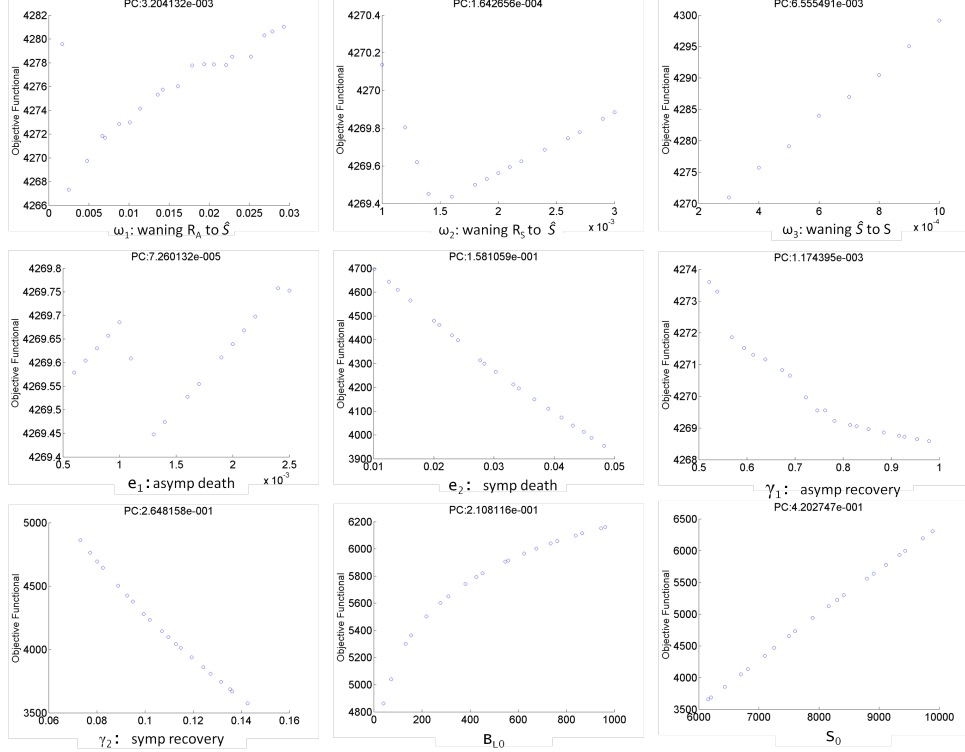 PC:3.204132e-003
Objective Functional
4282
4280
4278
4276
4274
4272
4270
4268
4266
0 0.005 0.01 0.015 0.02 0.025 0.03
ω1: waning RA to Ŝ
PC:1.642656e-004
Objective Functional
4270.4
4270.2
4270
4269.8
4269.6
4269.4
1 1.5 2 2.5 3
x 10-3
ω2: waning RS to Ŝ
PC:6.555491e-003
Objective Functional
4300
4295
4290
4285
4280
4275
4270
2 4 6 8 10
x 10-4
ω3: waning Ŝ to S
PC:7.260132e-005
Objective Functional
4269.8
4269.75
4269.7
4269.65
4269.6
4269.55
4269.5
4269.45
4269.4
0.5 1 1.5 2 2.5
x 10-3
e1: asymp death
PC:1.581059e-001
Objective Functional
4700
4600
4500
4400
4300
4200
4100
4000
3900
0.01 0.02 0.03 0.04 0.05
e2: symp death
PC:1.174395e-003
Objective Functional
4274
4273
4272
4271
4270
4269
4268
0.5 0.6 0.7 0.8 0.9 1
γ1: asymp recovery
PC:2.648158e-001
Objective Functional
5000
4500
4000
3500
0.06 0.08 0.1 0.12 0.14 0.16
γ2: symp recovery
PC:2.108116e-001
Objective Functional
6200
6000
5800
5600
5400
5200
5000
4800
0 200 400 600 800 1000
BL0
PC:4.202747e-001
Objective Functional
6500
6000
5500
5000
4500
4000
3500
6000 7000 8000 9000 10000
S0